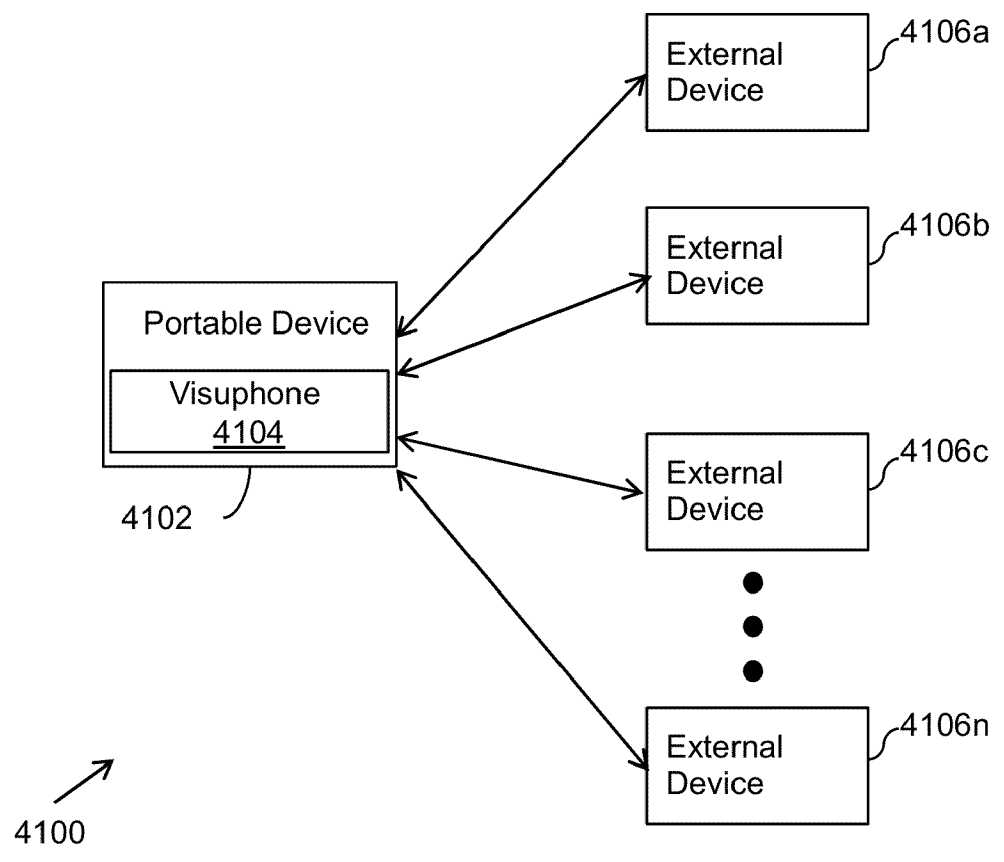 External
Device
4106a
External
Device
4106b
Portable Device
Visuphone
4104
4102
External
Device
4106c
External
Device
4106n
4100